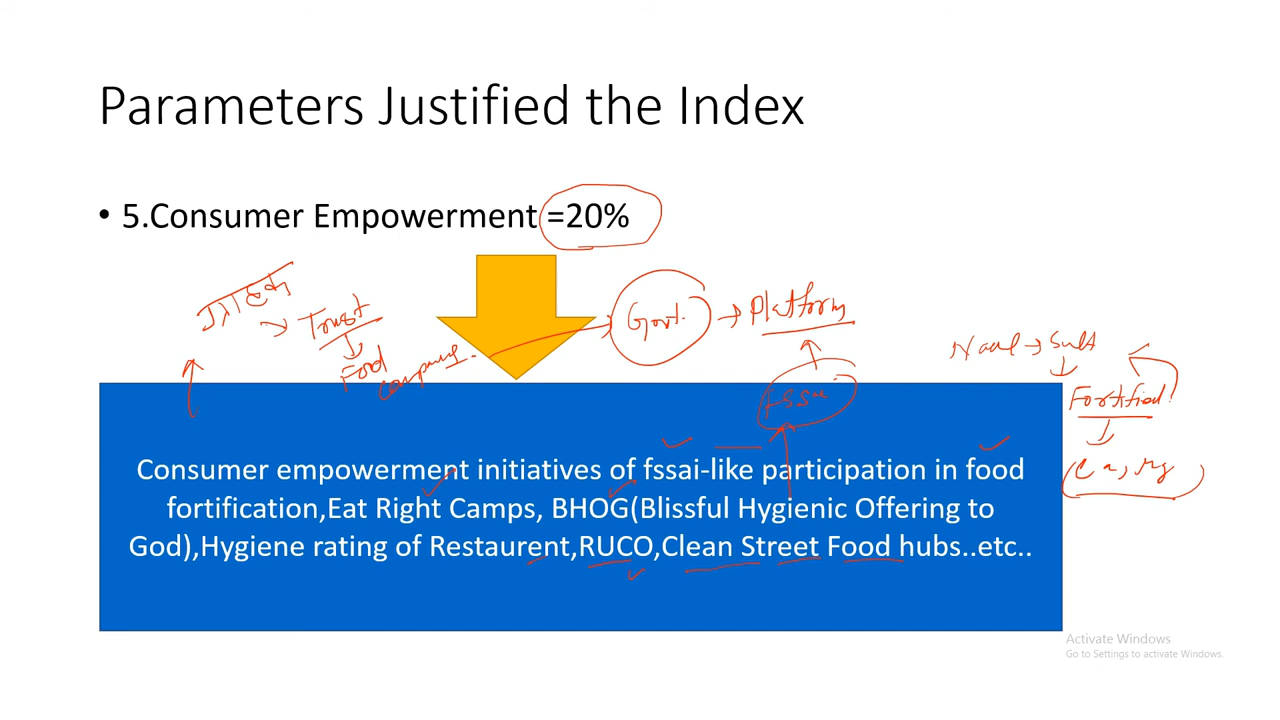 Parameters Justified the Index
• 5.Consumer Empowerment =20%
Trust
Food
Govt. → Platform
→ Salt
Fortified
fssai
Consumer empowerment initiatives of fssai-like participation in food
fortification,Eat Right Camps, BHOG(Blissful Hygienic Offering to
God),Hygiene rating of Restaurent,RUCO,Clean Street Food hubs..etc..
Activate Windows
Go to Settings to activate Windows.